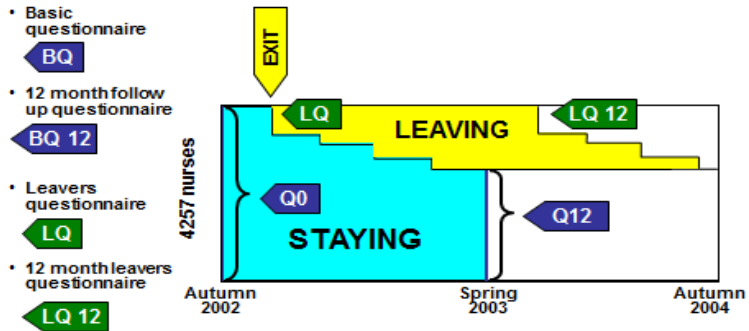 • Basic
questionnaire
BQ
• 12 month follow
up questionnaire
BQ 12
• Leavers
questionnaire
LQ
• 12 month leavers
questionnaire
LQ 12
EXIT
LQ
LEAVING
LQ 12
4257 nurses
Q0
STAYING
Q12
Autumn
2002
Spring
2003
Autumn
2004